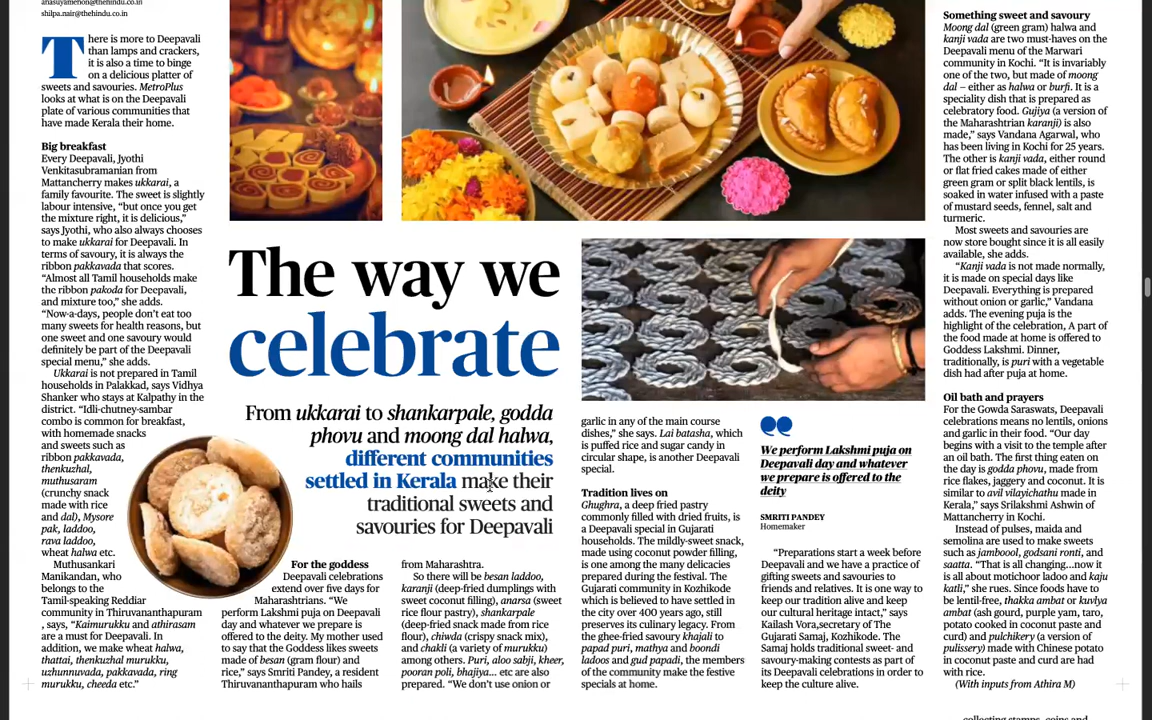 anasuyamenon@thehindu.co.in
shilpa.nair@thehindu.co.in
There is more to Deepavali
than lamps and crackers,
it is also a time to binge
on a delicious platter of
sweets and savouries. MetroPlus
looks at what is on the Deepavali
plate of various communities that
have made Kerala their home.
Big breakfast
Every Deepavali, Jyothi
Venkitasubramanian from
Mattancherry makes ukkarai, a
family favourite. The sweet is slightly
labour intensive, “but once you get
the mixture right, it is delicious,”
says Jyothi, who also always chooses
to make ukkarai for Deepavali. In
terms of savoury, it is always the
ribbon pakkavada that scores.
“Almost all Tamil households make
the ribbon pakoda for Deepavali,
and mixture too,” she adds.
“Now-a-days, people don’t eat too
many sweets for health reasons, but
one sweet and one savoury would
definitely be part of the Deepavali
special menu,” she adds.
Ukkarai is not prepared in Tamil
households in Palakkad, says Vidhya
Shanker who stays at Kalpathy in the
district. “Idli-chutney-sambar
combo is common for breakfast,
with homemade snacks
and sweets such as
ribbon pakkavada,
thenkuzhal,
muthusaram
(crunchy snack
made with rice
and dal), Mysore
pak, laddoo,
rava laddoo,
wheat halwa etc.
Muthusankari
Manikandan, who
belongs to the
Tamil-speaking Reddiar
community in Thiruvananthapuram
, says, “Kaimurukku and athirasam
are a must for Deepavali. In
addition, we make wheat halwa,
thattai, thenkuzhal murukku,
uzhunnuvada, pakkavada, ring
murukku, cheeda etc.”
The way we
celebrate
From ukkarai to shankarpale, godda
phovu and moong dal halwa,
different communities
settled in Kerala make their
traditional sweets and
savouries for Deepavali
For the goddess
Deepavali celebrations
extend over five days for
Maharashtrians. “We
perform Lakshmi puja on Deepavali
day and whatever we prepare is
offered to the deity. My mother used
to say that the Goddess likes sweets
made of besan (gram flour) and
rice,” says Smriti Pandey, a resident
Thiruvananthapuram who hails
from Maharashtra.
So there will be besan laddoo,
karanji (deep-fried dumplings with
sweet coconut filling), anarsa (sweet
rice flour pastry), shankarpale
(deep-fried snack made from rice
flour), chiwda (crispy snack mix),
and chakli (a variety of murukku)
among others. Puri, aloo sabji, kheer,
pooran poli, bhajiya... etc are also
prepared. “We don’t use onion or
garlic in any of the main course
dishes,” she says. Lai batasha, which
is puffed rice and sugar candy in
circular shape, is another Deepavali
special.
Tradition lives on
Ghughra, a deep fried pastry
commonly filled with dried fruits, is
a Deepavali special in Gujarati
households. The mildly-sweet snack,
made using coconut powder filling,
is one among the many delicacies
prepared during the festival. The
Gujarati community in Kozhikode
which is believed to have settled in
the city over 400 years ago, still
preserves its culinary legacy. From
the ghee-fried savoury khajali to
papad puri, mathya and boondi
ladoos and gud papadi, the members
of the community make the festive
specials at home.
We perform Lakshmi puja on
Deepavali day and whatever
we prepare is offered to the
deity
SMRITI PANDEY
Homemaker
“Preparations start a week before
Deepavali and we have a practice of
gifting sweets and savouries to
friends and relatives. It is one way to
keep our tradition alive and keep
our cultural heritage intact,” says
Kailash Vora,secretary of The
Gujarati Samaj, Kozhikode. The
Samaj holds traditional sweet- and
savoury-making contests as part of
its Deepavali celebrations in order to
keep the culture alive.
Something sweet and savoury
Moong dal (green gram) halwa and
kanji vada are two must-haves on the
Deepavali menu of the Marwari
community in Kochi. “It is invariably
one of the two, but made of moong
dal – either as halwa or burfi. It is a
speciality dish that is prepared as
celebratory food. Gujiya (a version of
the Maharashtrian karanji) is also
made,” says Vandana Agarwal, who
has been living in Kochi for 25 years.
The other is kanji vada, either round
or flat fried cakes made of either
green gram or split black lentils, is
soaked in water infused with a paste
of mustard seeds, fennel, salt and
turmeric.
Most sweets and savouries are
now store bought since it is all easily
available, she adds.
“Kanji vada is not made normally,
it is made on special days like
Deepavali. Everything is prepared
without onion or garlic,” Vandana
adds. The evening puja is the
highlight of the celebration, A part of
the food made at home is offered to
Goddess Lakshmi. Dinner,
traditionally, is puri with a vegetable
dish had after puja at home.
Oil bath and prayers
For the Gowda Saraswats, Deepavali
celebrations means no lentils, onions
and garlic in their food. “Our day
begins with a visit to the temple after
an oil bath. The first thing eaten on
the day is godda phovu, made from
rice flakes, jaggery and coconut. It is
similar to avil vilayichathu made in
Kerala,” says Srilakshmi Ashwin of
Mattancherry in Kochi.
Instead of pulses, maida and
semolina are used to make sweets
such as jamboool, godsani ronti, and
saatta. “That is all changing...now it
is all about motichoor ladoo and kaju
katli,” she rues. Since foods have to
be lentil-free, thukka ambat or kuvlya
ambat (ash gourd, purple yam, taro,
potato cooked in coconut paste and
curd) and pulchikery (a version of
pulissery) made with Chinese potato
in coconut paste and curd are had
with rice.
(With inputs from Athira M)
collecting stamps, coins and